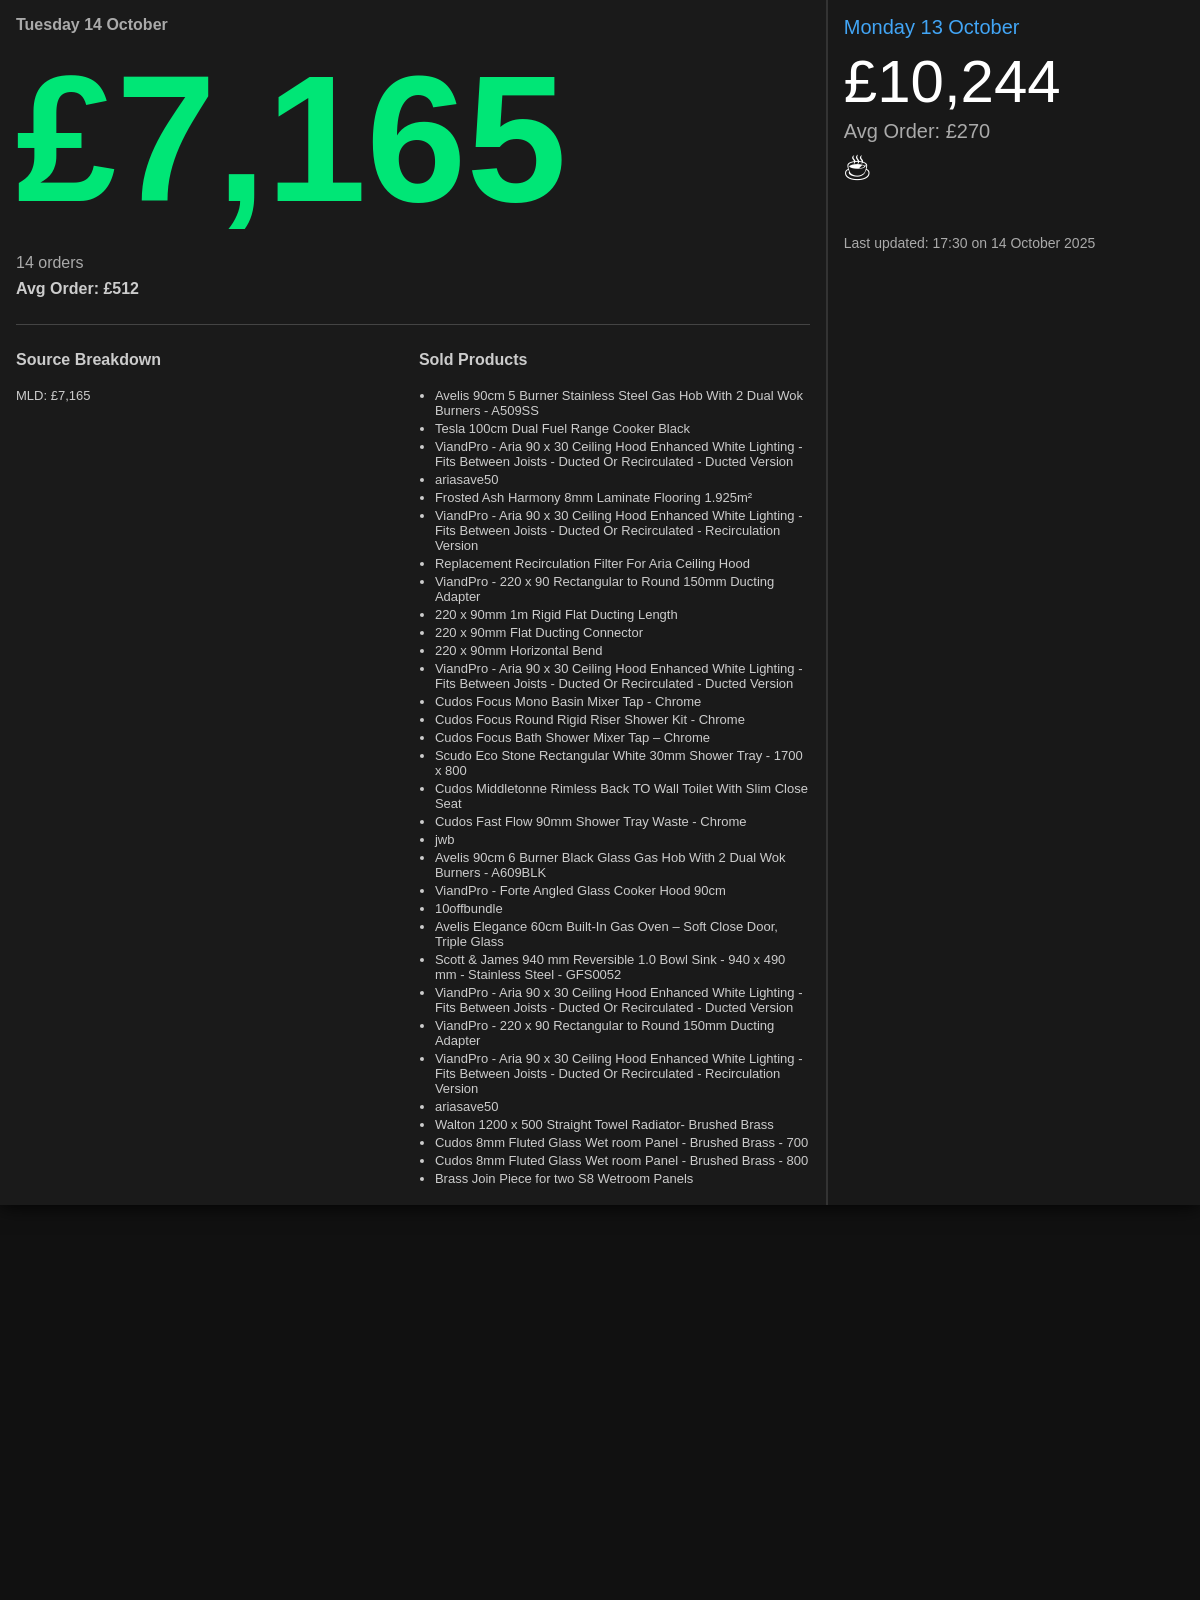 Tuesday 14 October
£7,165
14 orders
Avg Order: £512
Source Breakdown
MLD: £7,165
Sold Products
• Avelis 90cm 5 Burner Stainless Steel Gas Hob With 2 Dual Wok
Burners - A509SS
• Tesla 100cm Dual Fuel Range Cooker Black
• ViandPro - Aria 90 x 30 Ceiling Hood Enhanced White Lighting -
Fits Between Joists - Ducted Or Recirculated - Ducted Version
• ariasave50
• Frosted Ash Harmony 8mm Laminate Flooring 1.925m²
• ViandPro - Aria 90 x 30 Ceiling Hood Enhanced White Lighting -
Fits Between Joists - Ducted Or Recirculated - Recirculation
Version
• Replacement Recirculation Filter For Aria Ceiling Hood
• ViandPro - 220 x 90 Rectangular to Round 150mm Ducting
Adapter
• 220 x 90mm 1m Rigid Flat Ducting Length
• 220 x 90mm Flat Ducting Connector
• 220 x 90mm Horizontal Bend
• ViandPro - Aria 90 x 30 Ceiling Hood Enhanced White Lighting -
Fits Between Joists - Ducted Or Recirculated - Ducted Version
• Cudos Focus Mono Basin Mixer Tap - Chrome
• Cudos Focus Round Rigid Riser Shower Kit - Chrome
• Cudos Focus Bath Shower Mixer Tap – Chrome
• Scudo Eco Stone Rectangular White 30mm Shower Tray - 1700
x 800
• Cudos Middletonne Rimless Back TO Wall Toilet With Slim Close
Seat
• Cudos Fast Flow 90mm Shower Tray Waste - Chrome
• jwb
• Avelis 90cm 6 Burner Black Glass Gas Hob With 2 Dual Wok
Burners - A609BLK
• ViandPro - Forte Angled Glass Cooker Hood 90cm
• 10offbundle
• Avelis Elegance 60cm Built-In Gas Oven – Soft Close Door,
Triple Glass
• Scott & James 940 mm Reversible 1.0 Bowl Sink - 940 x 490
mm - Stainless Steel - GFS0052
• ViandPro - Aria 90 x 30 Ceiling Hood Enhanced White Lighting -
Fits Between Joists - Ducted Or Recirculated - Ducted Version
• ViandPro - 220 x 90 Rectangular to Round 150mm Ducting
Adapter
• ViandPro - Aria 90 x 30 Ceiling Hood Enhanced White Lighting -
Fits Between Joists - Ducted Or Recirculated - Recirculation
Version
• ariasave50
• Walton 1200 x 500 Straight Towel Radiator- Brushed Brass
• Cudos 8mm Fluted Glass Wet room Panel - Brushed Brass - 700
• Cudos 8mm Fluted Glass Wet room Panel - Brushed Brass - 800
• Brass Join Piece for two S8 Wetroom Panels
Monday 13 October
£10,244
Avg Order: £270
☕
Last updated: 17:30 on 14 October 2025